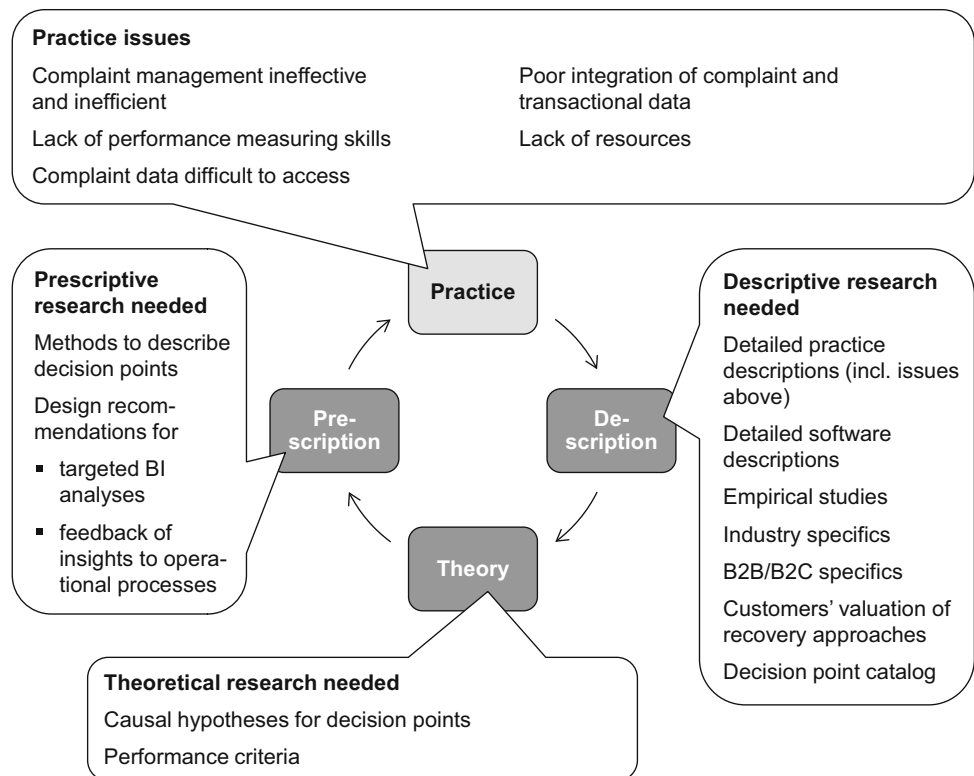 Practice issues
Complaint management ineffective
and inefficient
Lack of performance measuring skills
Complaint data difficult to access
Poor integration of complaint and
transactional data
Lack of resources
Prescriptive
research needed
Methods to describe
decision points
Design recom-
mendations for
▪ targeted BI
analyses
▪ feedback of
insights to opera-
tional processes
Practice
Pre-
scription
De-
scription
Theory
Descriptive research
needed
Detailed practice
descriptions (incl. issues
above)
Detailed software
descriptions
Empirical studies
Industry specifics
B2B/B2C specifics
Customers’ valuation of
recovery approaches
Decision point catalog
Theoretical research needed
Causal hypotheses for decision points
Performance criteria